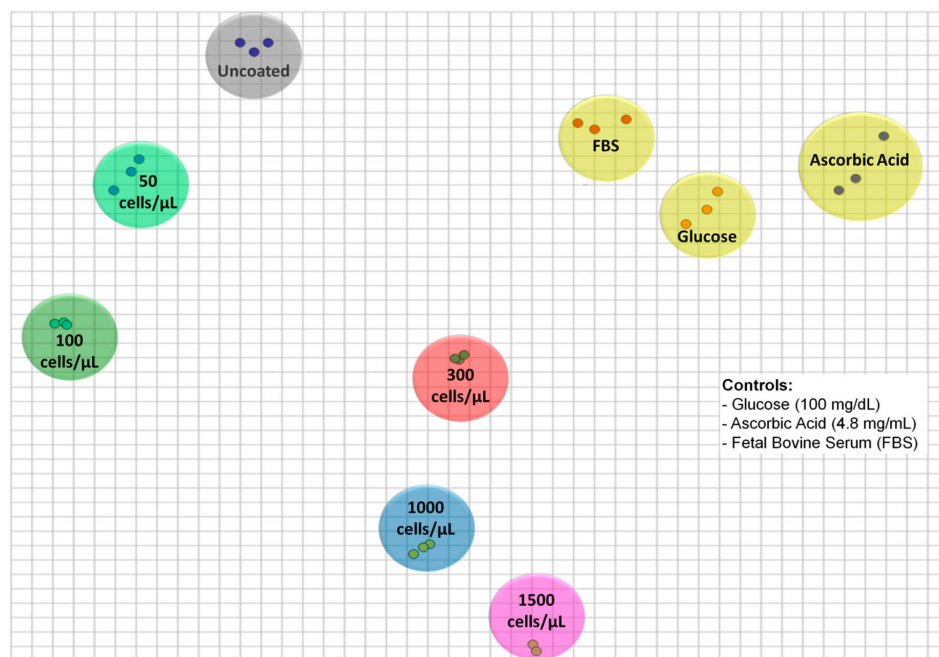 Uncoated
FBS
Ascorbic Acid
50
cells/µL
Glucose
100
cells/µL
300
cells/µL
Controls:
- Glucose (100 mg/dL)
- Ascorbic Acid (4.8 mg/mL)
- Fetal Bovine Serum (FBS)
1000
cells/µL
1500
cells/µL